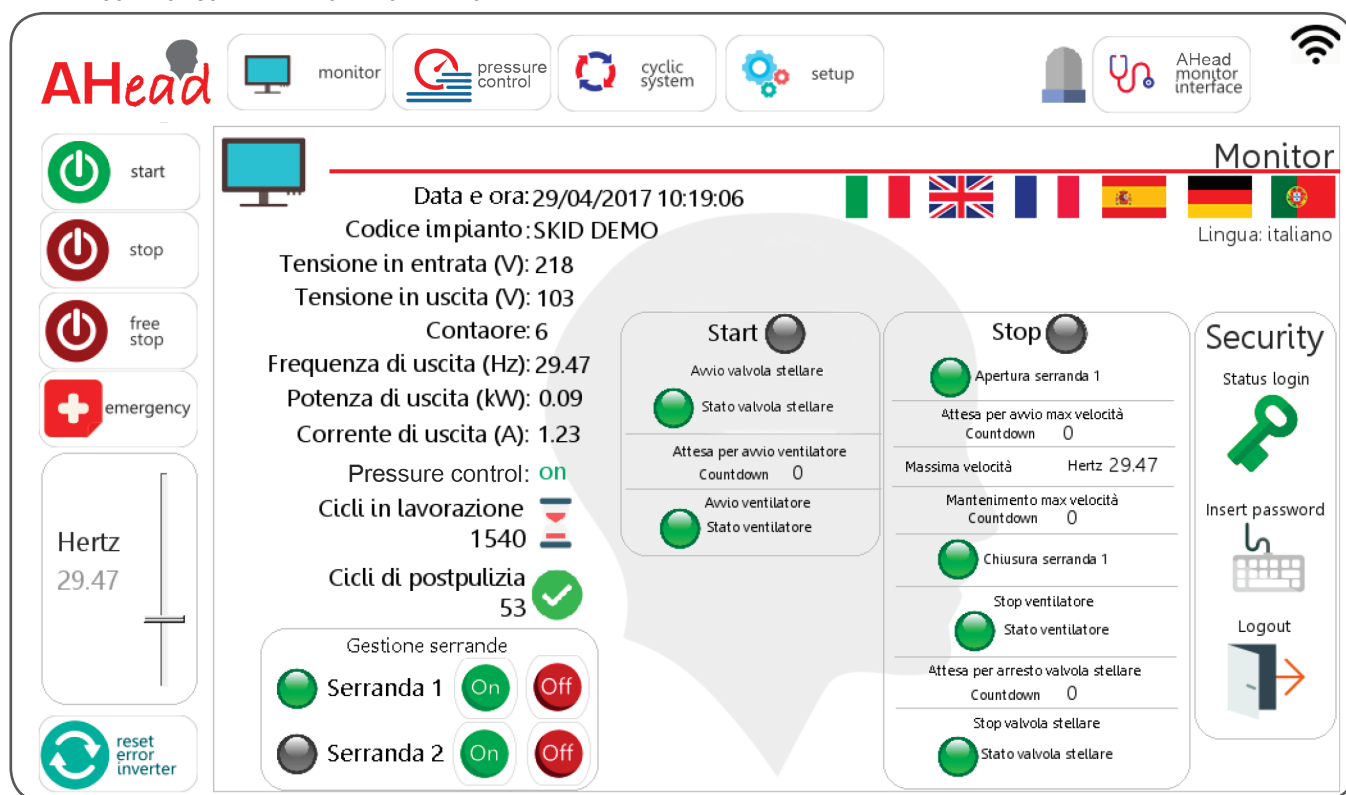 AHead
monitor
pressure
control
cyclic
system
setup
AHead
monitor
interface
start
stop
free
stop
emergency
Hertz
29.47
reset
error
inverter
Monitor
Lingua: italiano
Data e ora: 29/04/2017 10:19:06
Codice impianto : SKID DEMO
Tensione in entrata (V): 218
Tensione in uscita (V): 103
Contaore: 6
Frequenza di uscita (Hz): 29.47
Potenza di uscita (kW): 0.09
Corrente di uscita (A): 1.23
Pressure control: on
Cicli in lavorazione
1540
Cicli di postpulizia
53
Gestione serrande
Serranda 1 On Off
Serranda 2 On Off
Start
Avvio valvola stellare
Stato valvola stellare
Attesa per avvio ventilatore
Countdown 0
Avvio ventilatore
Stato ventilatore
Stop
Apertura serranda 1
Attesa per avvio max velocità
Countdown 0
Massima velocità Hertz 29.47
Mantenimento max velocità
Countdown 0
Chiusura serranda 1
Stop ventilatore
Stato ventilatore
Attesa per arresto valvola stellare
Countdown 0
Stop valvola stellare
Stato valvola stellare
Security
Status login
Insert password
Logout